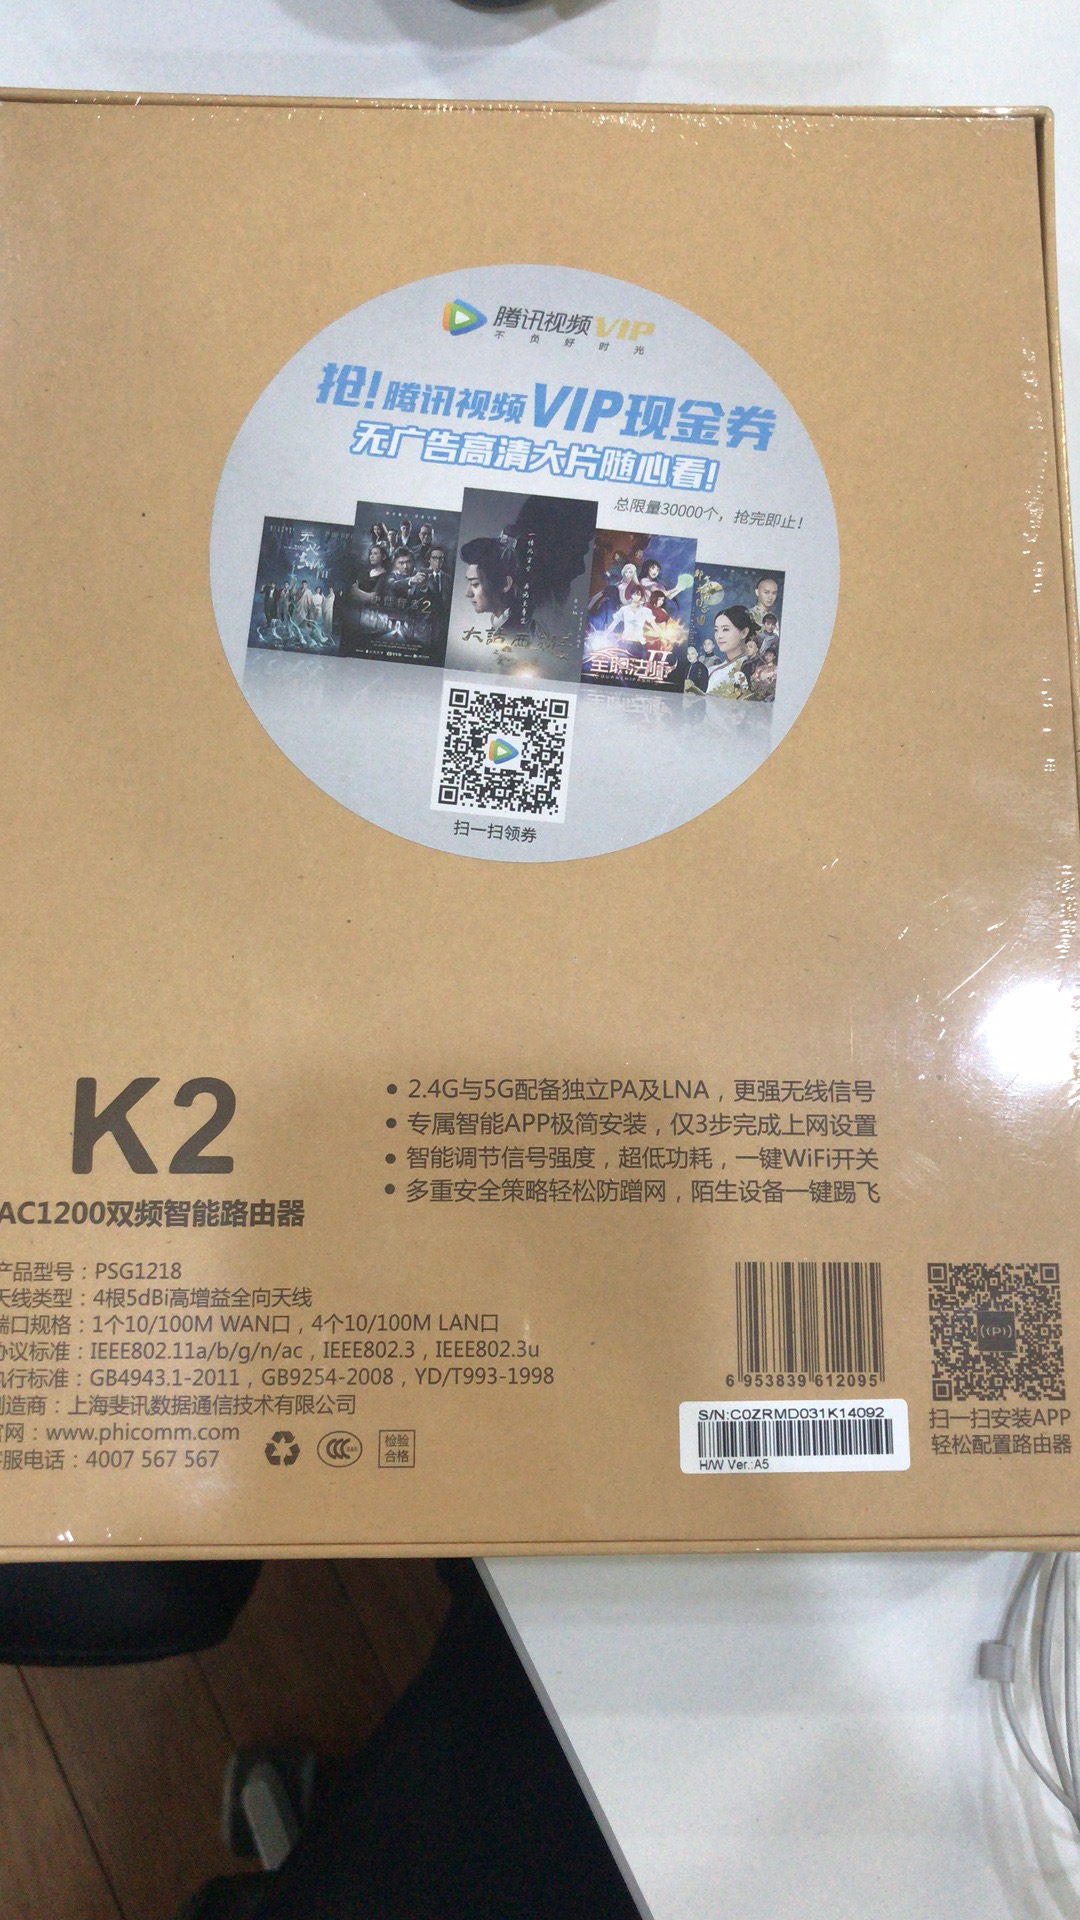 腾讯视频VIP
不负好时光
抢!腾讯视频VIP现金券
无广告高清大片随心看!
总限量30000个，抢完即止!
大話西游
全职法师II
扫一扫领券
K2
AC1200双频智能路由器
• 2.4G与5G配备独立PA及LNA，更强无线信号
• 专属智能APP极简安装，仅3步完成上网设置
• 智能调节信号强度，超低功耗，一键WiFi开关
• 多重安全策略轻松防蹭网，陌生设备一键踢飞
产品型号：PSG1218
天线类型：4根5dBi高增益全向天线
端口规格：1个10/100M WAN口，4个10/100M LAN口
协议标准：IEEE802.11a/b/g/n/ac，IEEE802.3，IEEE802.3u
执行标准：GB4943.1-2011，GB9254-2008，YD/T993-1998
制造商：上海斐讯数据通信技术有限公司
官网：www.phicomm.com
客服电话：4007 567 567
检验
合格
6 953839 612095
S/N:C0ZRMD031K14092
H/W Ver.:A5
扫一扫安装APP
轻松配置路由器